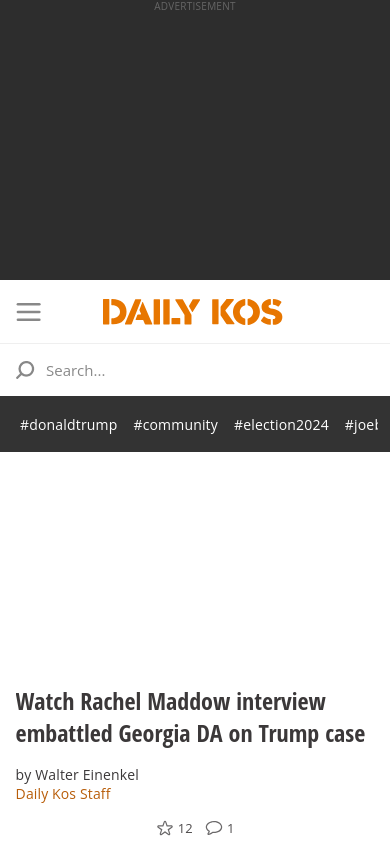 ADVERTISEMENT
DAILY KOS
Search...
#donaldtrump #community #election2024 #joeb
Watch Rachel Maddow interview
embattled Georgia DA on Trump case
by Walter Einenkel
Daily Kos Staff
12 1